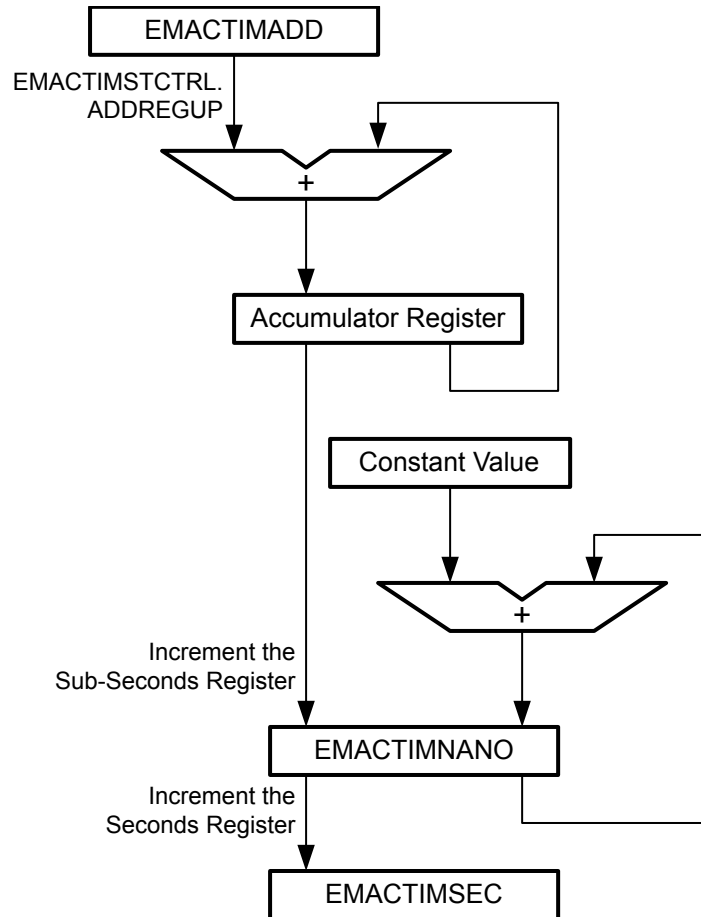 EMACTIMADD
EMACTIMSTCTRL.
ADDREGUP
+
Accumulator Register
Constant Value
+
Increment the
Sub-Seconds Register
EMACTIMNANO
Increment the
Seconds Register
EMACTIMSEC